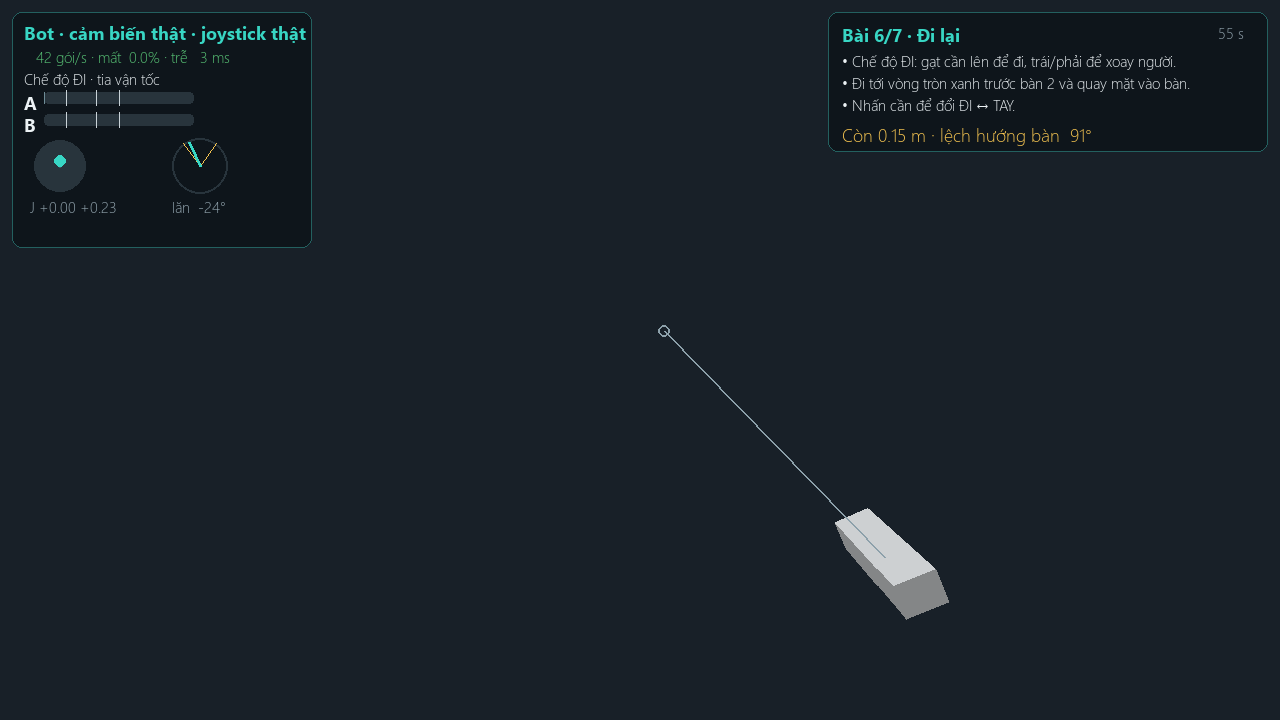 Bot · cảm biến thật · joystick thật
42 gói/s · mất 0.0% · trễ 3 ms
Chế độ ĐI · tia vận tốc
A
B
J +0.00 +0.23
lăn -24°
Bài 6/7 · Đi lại
55 s
• Chế độ ĐI: gạt cần lên để đi, trái/phải để xoay người.
• Đi tới vòng tròn xanh trước bàn 2 và quay mặt vào bàn.
• Nhấn cần để đổi ĐI ↔ TAY.
Còn 0.15 m · lệch hướng bàn 91°